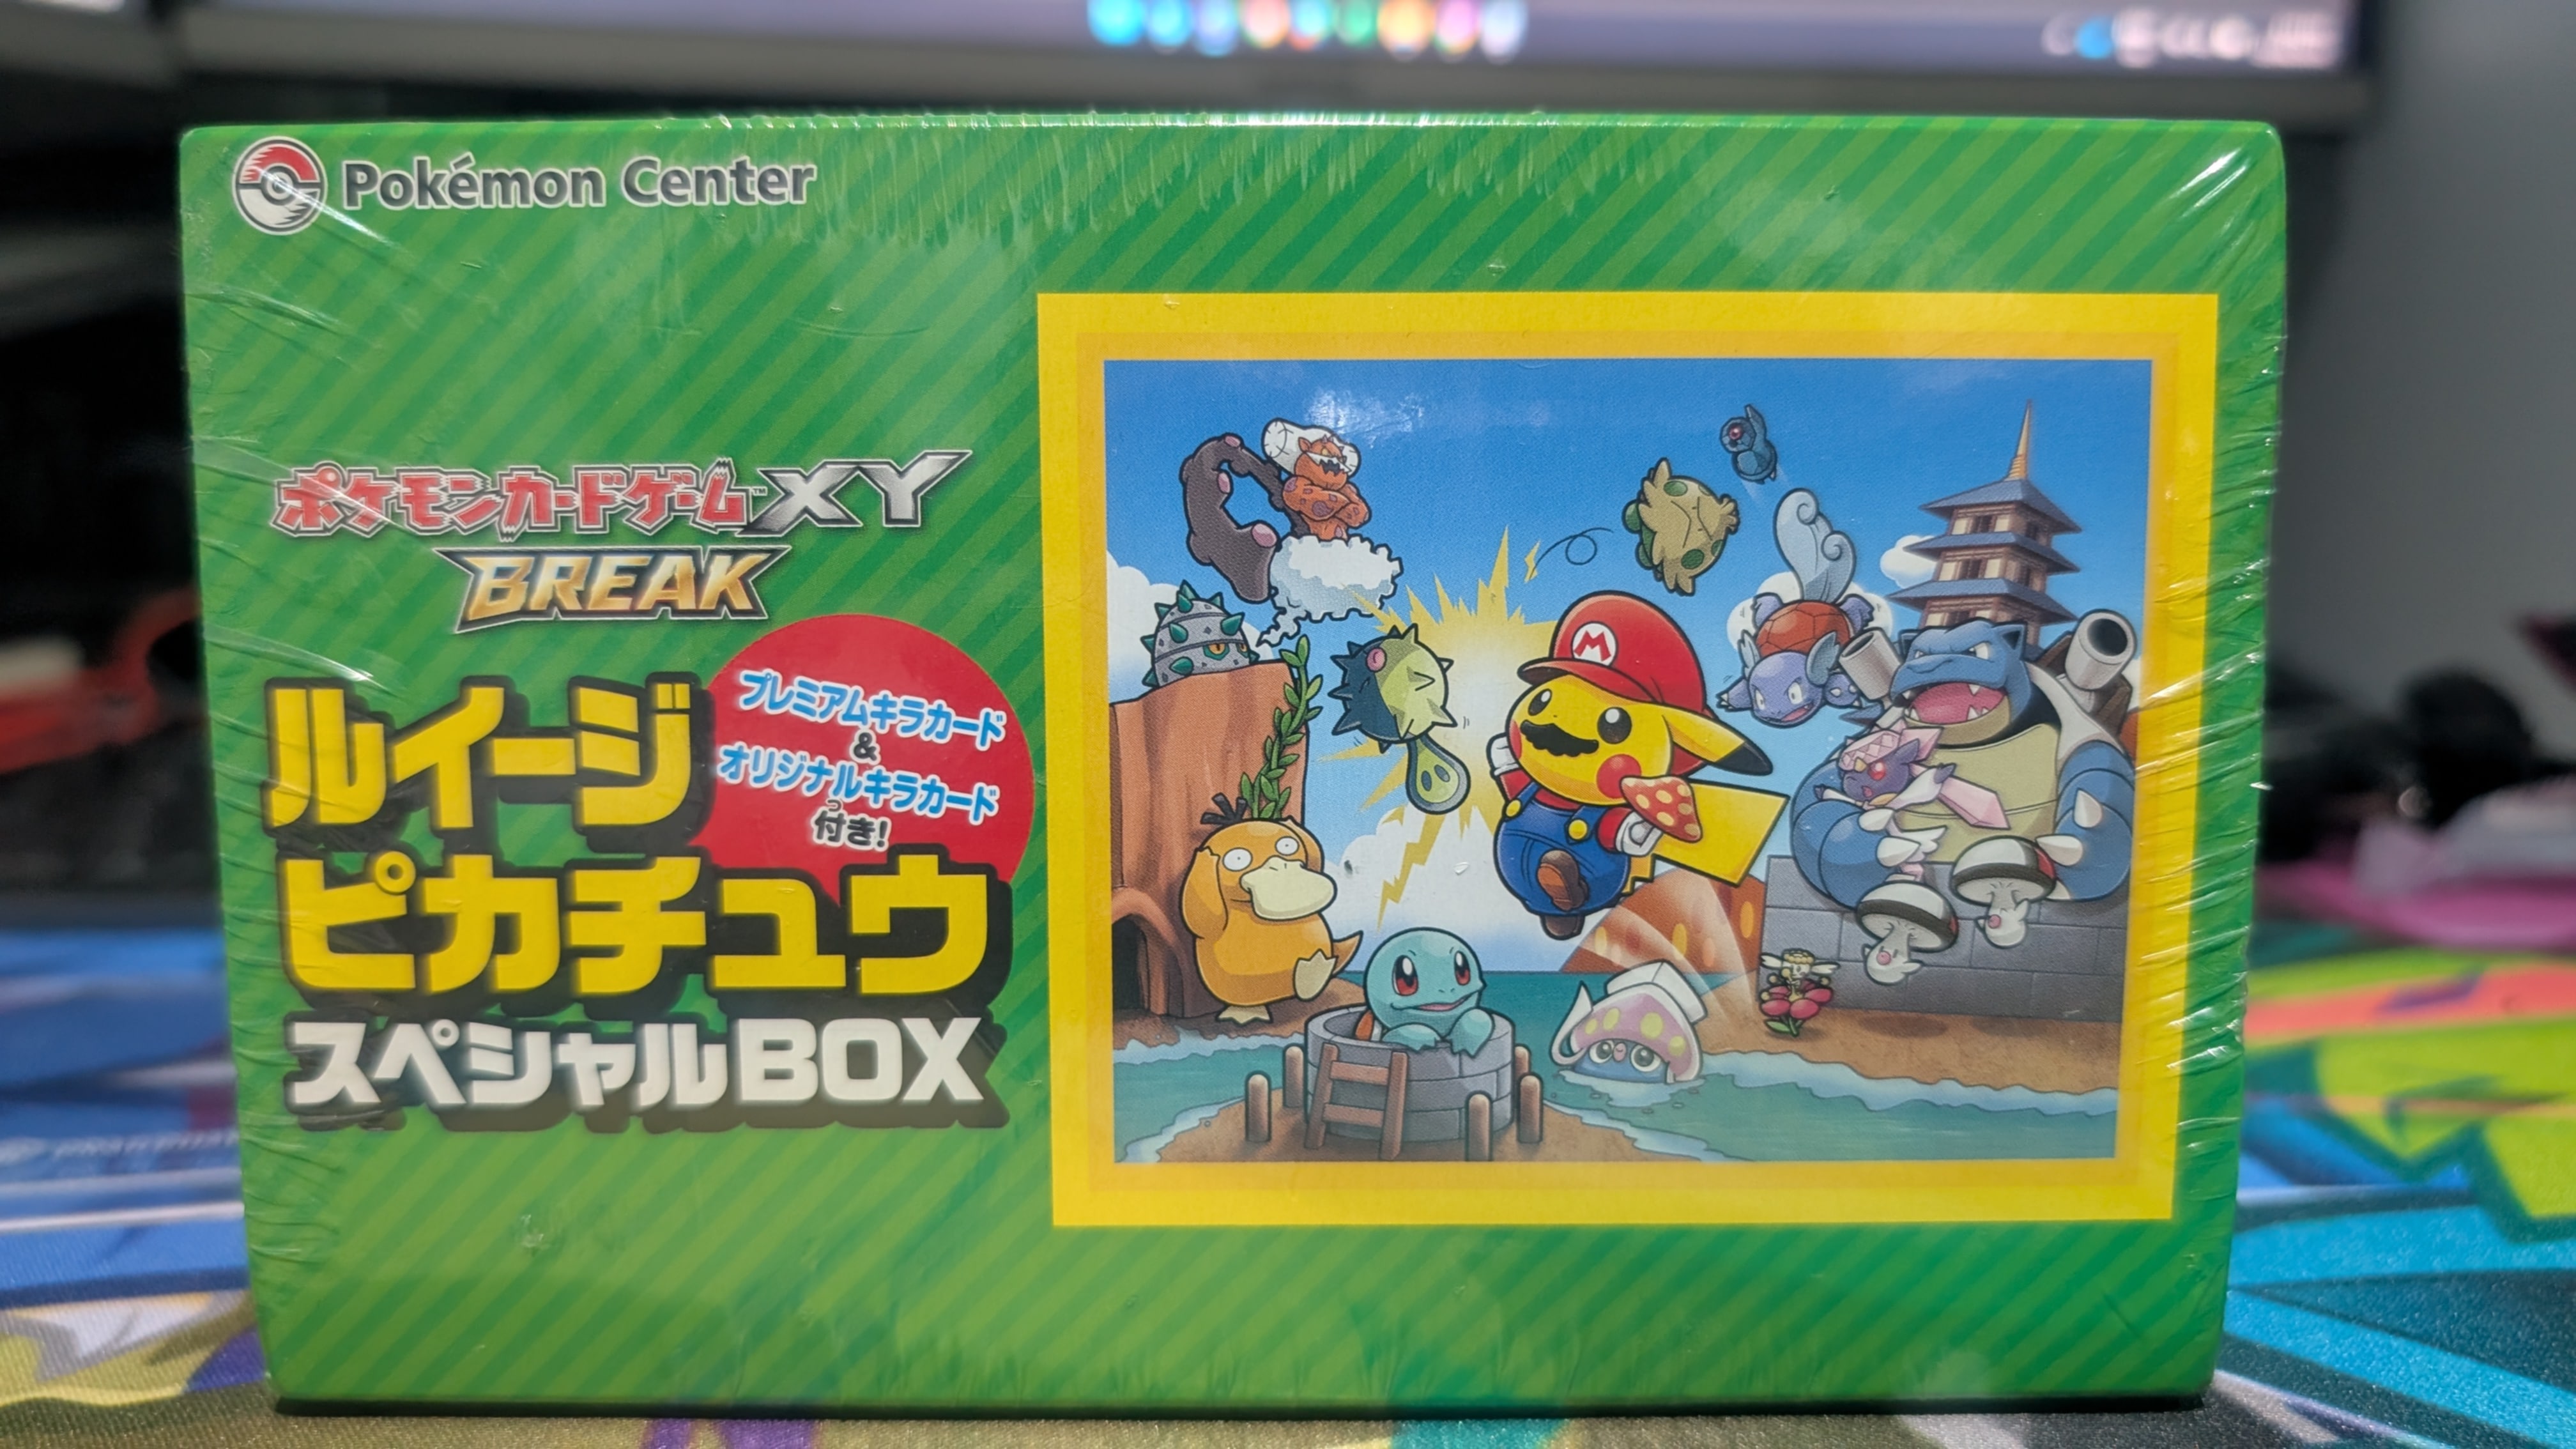 Pokémon Center
ポケモンカードゲーム XY
BREAK
ルイージ
ピカチュウ
スペシャルBOX
プレミアムキラカード
&
オリジナルキラカード
付き!
M